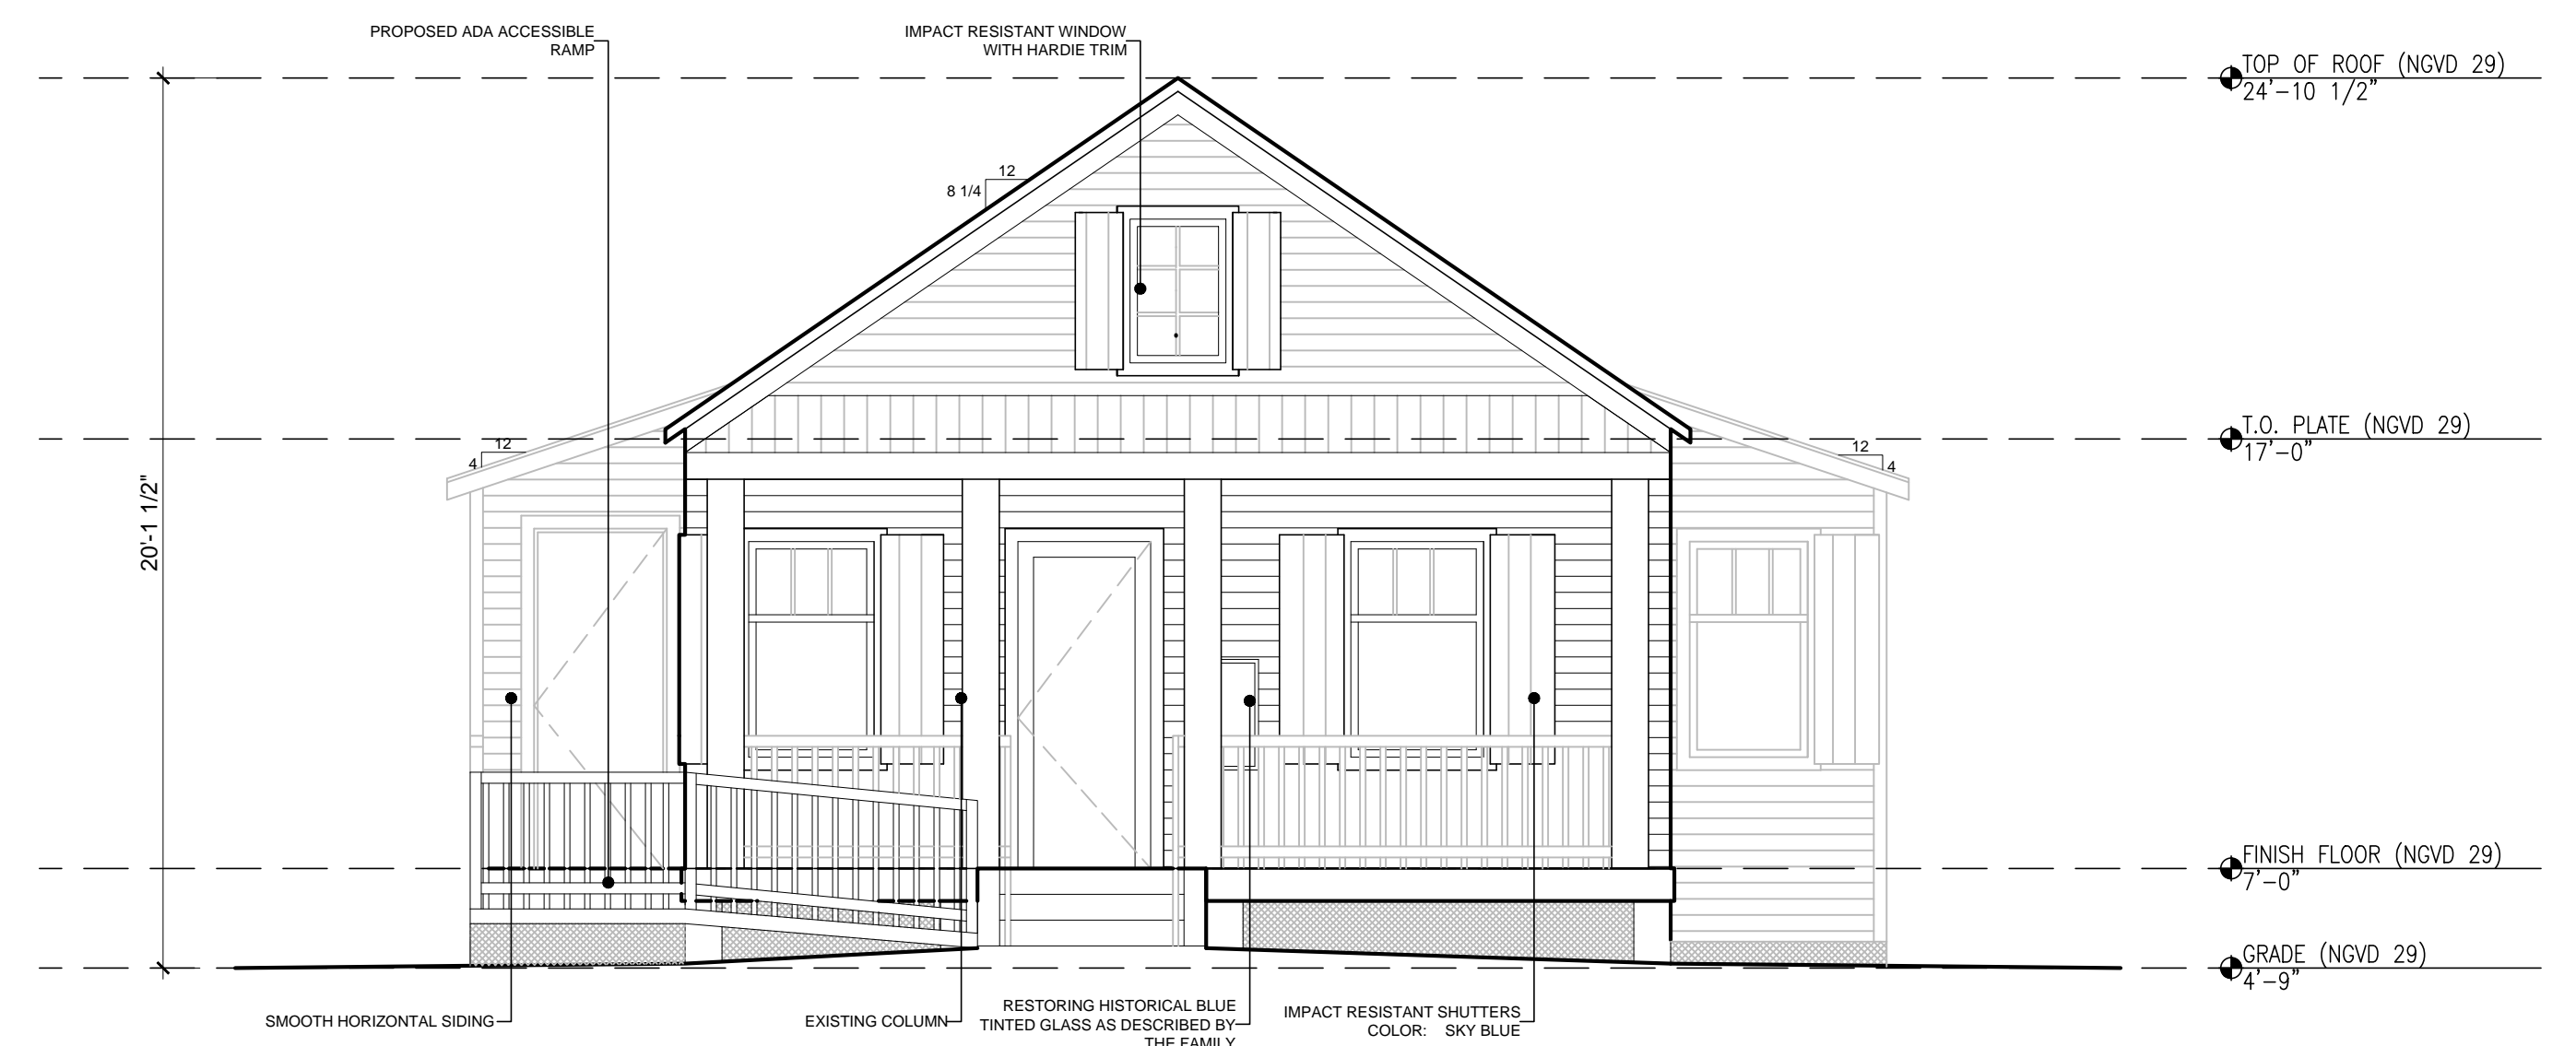 PROPOSED ADA ACCESSIBLE
RAMP
IMPACT RESISTANT WINDOW
WITH HARDIE TRIM
TOP OF ROOF (NGVD 29)
24'-10 1/2"
12
8 1/4
T.O. PLATE (NGVD 29)
17'-0"
12
4
12
4
20'-1 1/2"
FINISH FLOOR (NGVD 29)
7'-0"
GRADE (NGVD 29)
4'-9"
SMOOTH HORIZONTAL SIDING
EXISTING COLUMN
RESTORING HISTORICAL BLUE
TINTED GLASS AS DESCRIBED BY
THE FAMILY
IMPACT RESISTANT SHUTTERS
COLOR: SKY BLUE